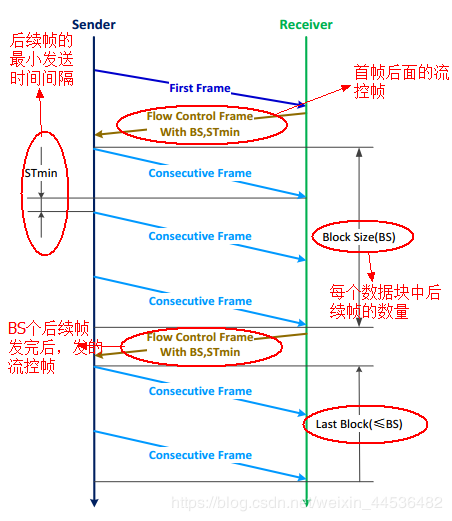 Sender
Receiver
后续帧的
最小发送
时间间隔
First Frame
首帧后面的流
控帧
Flow Control Frame
With BS,STmin
STmin
Consecutive Frame
Consecutive Frame
Block Size(BS)
每个数据块中后
续帧的数量
Consecutive Frame
BS个后续帧
发完后，发的
流控帧
Flow Control Frame
With BS,STmin
Consecutive Frame
Last Block(≤BS)
Consecutive Frame
https://blog.csdn.net/weixin_44536482